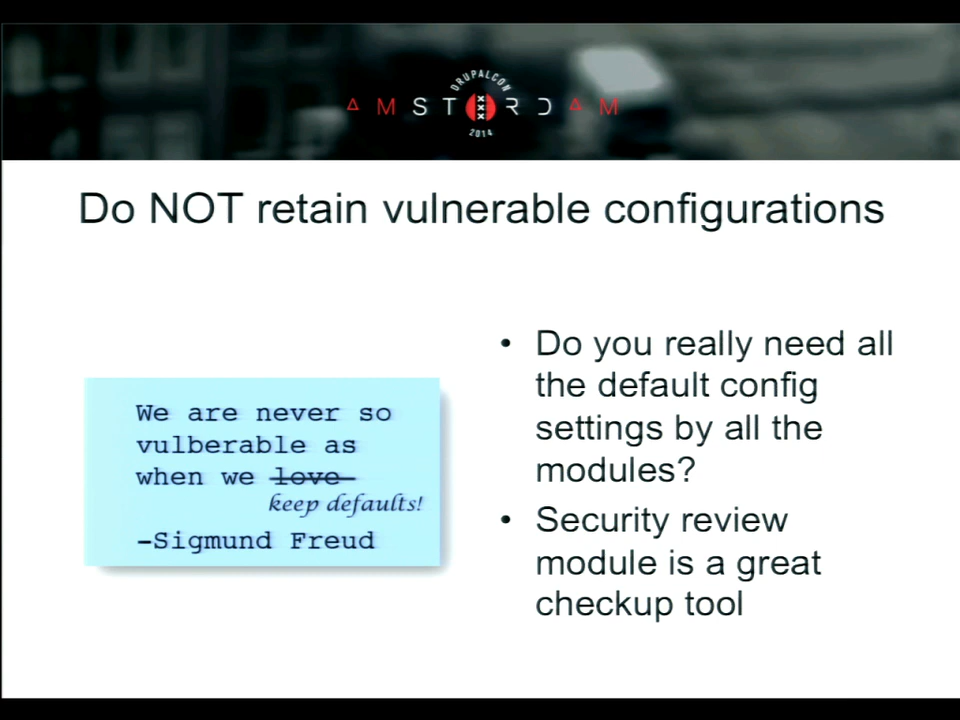 DRUPALCON
AMSTERDAM
2014
Do NOT retain vulnerable configurations
We are never so
vulberable as
when we love
keep defaults!
-Sigmund Freud
• Do you really need all
the default config
settings by all the
modules?
• Security review
module is a great
checkup tool